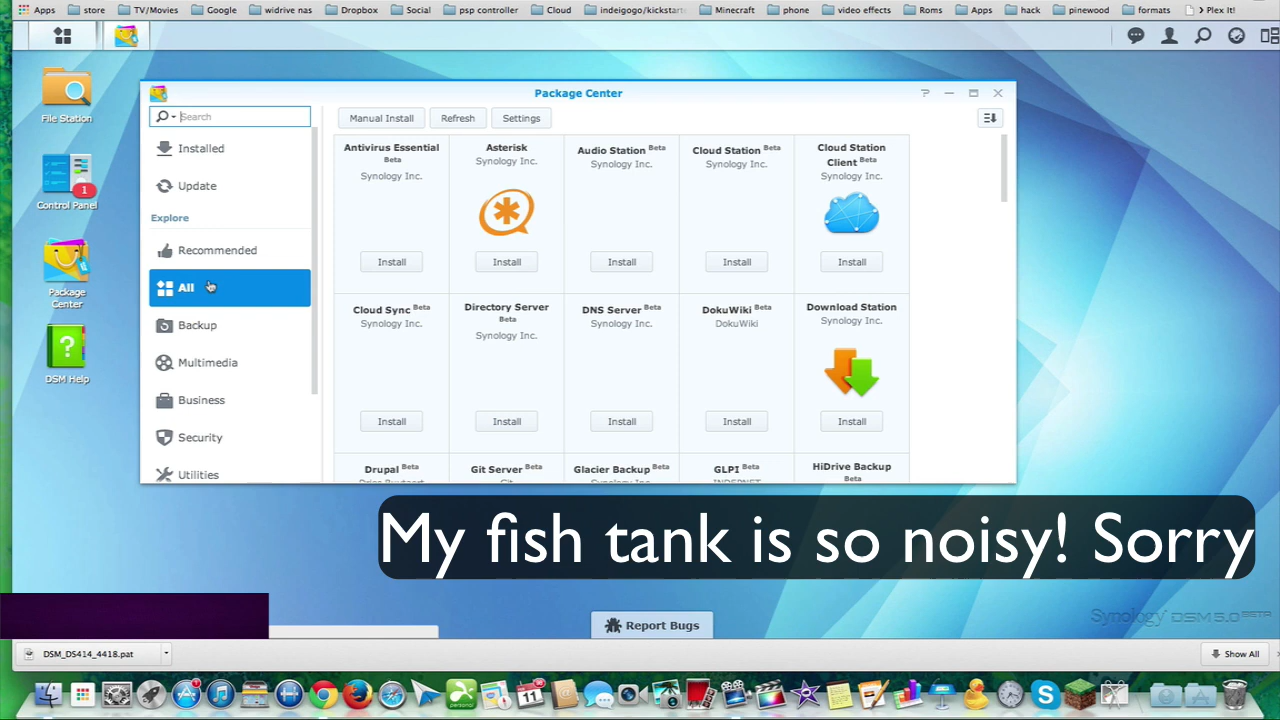 Apps store TV/Movies Google widrive nas Dropbox Social psp controller Cloud indeigogo/kickstarte Minecraft phone video effects Roms Apps hack pinewood formats Plex It!
File Station
Control Panel
1
Package
Center
DSM Help
Package Center
Search
Manual Install Refresh Settings
Installed
Update
Explore
Recommended
All
Backup
Multimedia
Business
Security
Utilities
Antivirus Essential
Beta
Synology Inc.
Install
Asterisk
Synology Inc.
Install
Audio Station Beta
Synology Inc.
Install
Cloud Station Beta
Synology Inc.
Install
Cloud Station
Client Beta
Synology Inc.
Install
Cloud Sync Beta
Synology Inc.
Install
Directory Server
Beta
Synology Inc.
Install
DNS Server Beta
Synology Inc.
Install
DokuWiki Beta
DokuWiki
Install
Download Station
Synology Inc.
Install
Drupal Beta
Git Server Beta
Git
Glacier Backup Beta
GLPI Beta
INDEPNET
HiDrive Backup
Beta
My fish tank is so noisy! Sorry
Synology DSM 5.0 BETA
Report Bugs
DSM_DS414_4418.pat
Show All